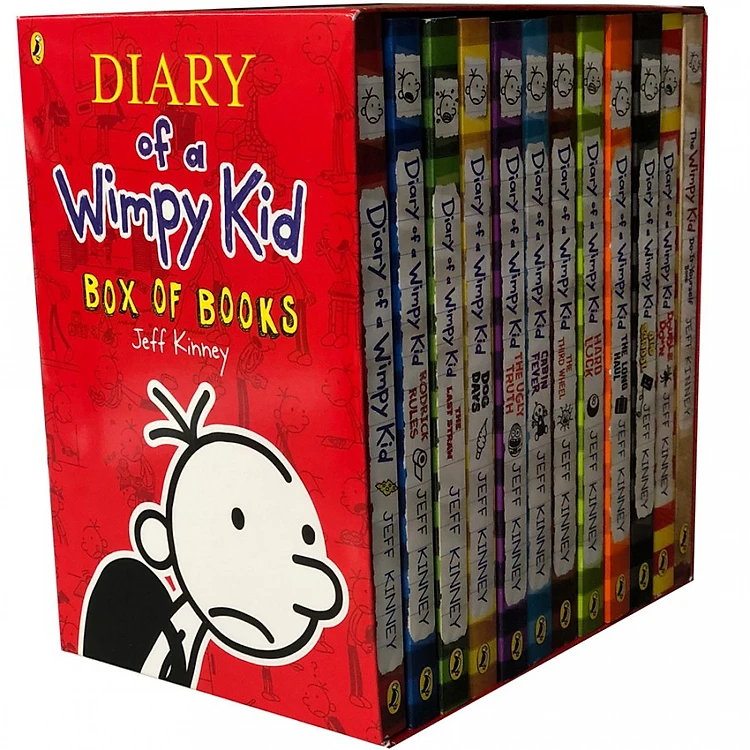 DIARY
of a
Wimpy Kid
BOX OF BOOKS
Jeff Kinney
Diary of a Wimpy Kid JEFF KINNEY
Diary of a Wimpy Kid RODRICK RULES JEFF KINNEY
Diary of a Wimpy Kid THE LAST STRAW JEFF KINNEY
Diary of a Wimpy Kid DOG DAYS JEFF KINNEY
Diary of a Wimpy Kid THE UGLY TRUTH JEFF KINNEY
Diary of a Wimpy Kid CABIN FEVER JEFF KINNEY
Diary of a Wimpy Kid THE THIRD WHEEL JEFF KINNEY
Diary of a Wimpy Kid HARD LUCK JEFF KINNEY
Diary of a Wimpy Kid THE LONG HAUL JEFF KINNEY
Diary of a Wimpy Kid OLD SCHOOL JEFF KINNEY
Diary of a Wimpy Kid DOUBLE DOWN JEFF KINNEY
The Wimpy Kid Do-It-Yourself Book JEFF KINNEY